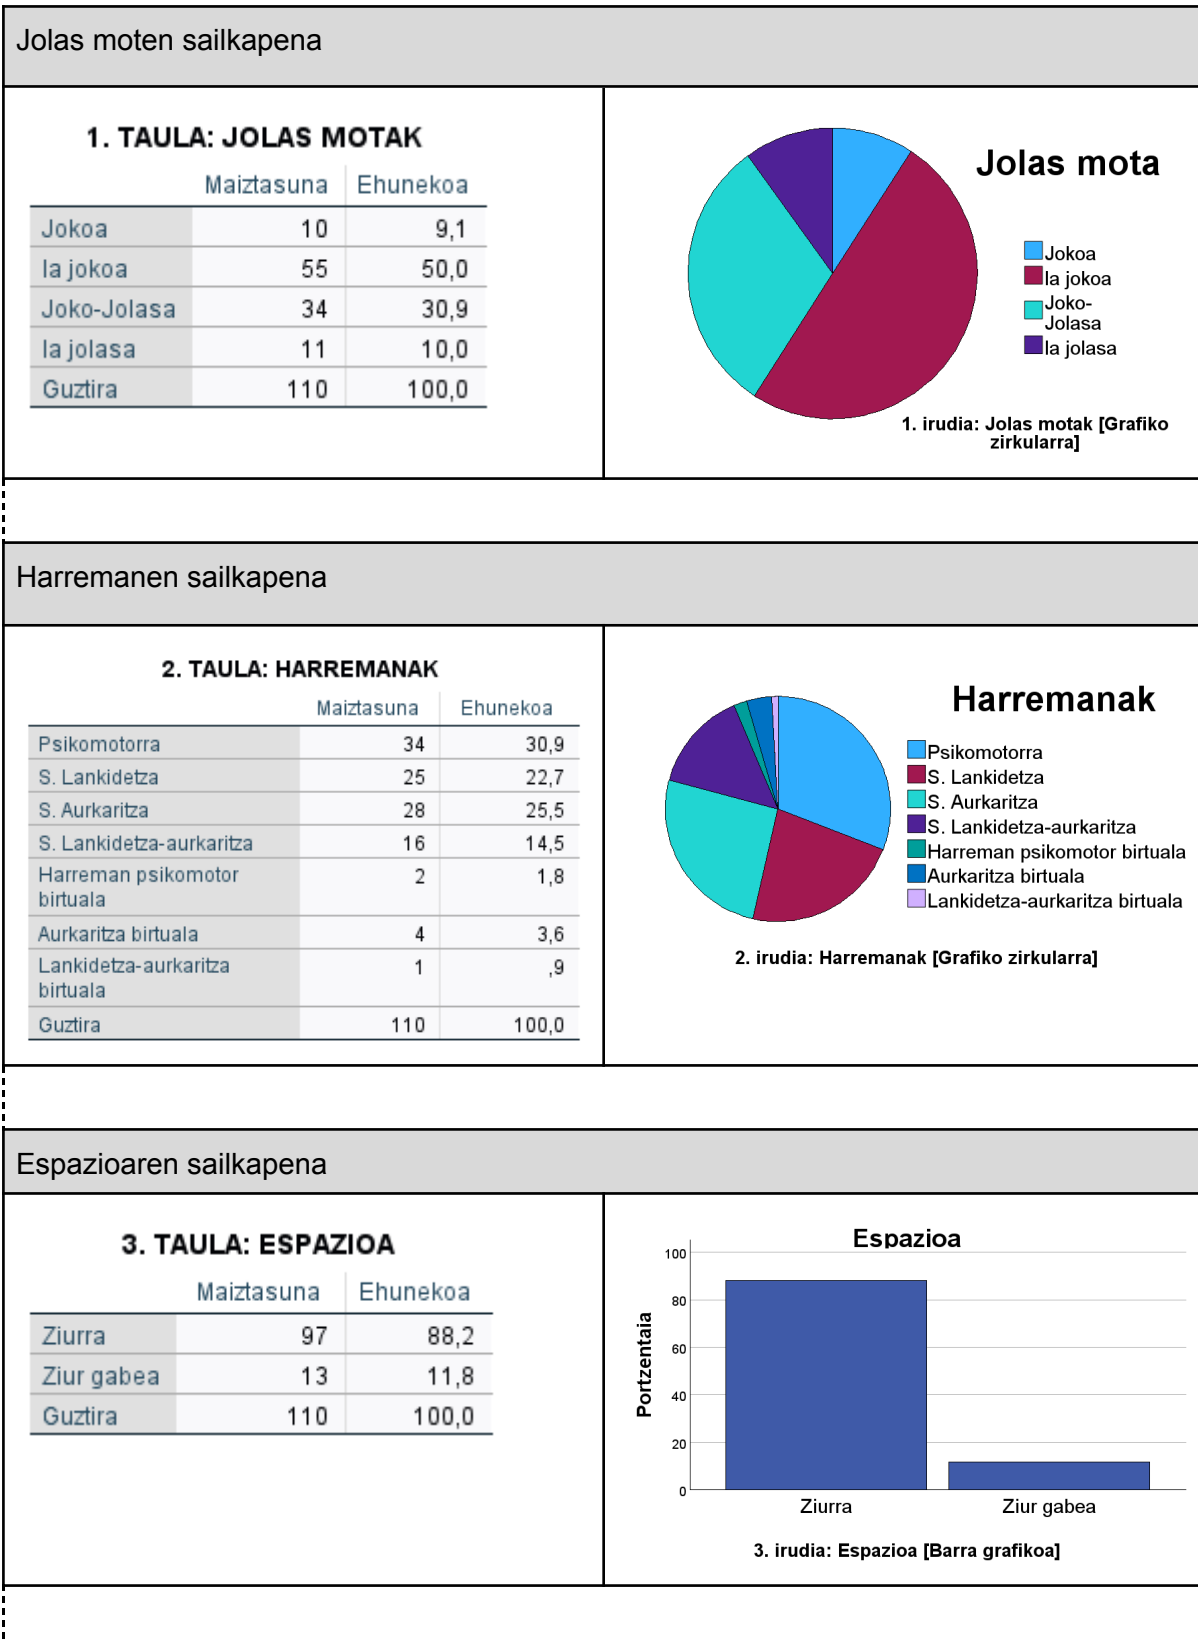 Jolas moten sailkapena
1. TAULA: JOLAS MOTAK
Maiztasuna Ehunekoa
Jokoa 10 9,1
Ia jokoa 55 50,0
Joko-Jolasa 34 30,9
Ia jolasa 11 10,0
Guztira 110 100,0
Jolas mota
Jokoa
Ia jokoa
Joko-
Jolasa
Ia jolasa
1. irudia: Jolas motak [Grafiko
zirkularra]
Harremanen sailkapena
2. TAULA: HARREMANAK
Maiztasuna Ehunekoa
Psikomotorra 34 30,9
S. Lankidetza 25 22,7
S. Aurkaritza 28 25,5
S. Lankidetza-aurkaritza 16 14,5
Harreman psikomotor 2 1,8
birtuala
Aurkaritza birtuala 4 3,6
Lankidetza-aurkaritza 1 ,9
birtuala
Guztira 110 100,0
Harremanak
Psikomotorra
S. Lankidetza
S. Aurkaritza
S. Lankidetza-aurkaritza
Harreman psikomotor birtuala
Aurkaritza birtuala
Lankidetza-aurkaritza birtuala
2. irudia: Harremanak [Grafiko zirkularra]
Espazioaren sailkapena
3. TAULA: ESPAZIOA
Maiztasuna Ehunekoa
Ziurra 97 88,2
Ziur gabea 13 11,8
Guztira 110 100,0
Espazioa
Portzentaia
100
80
60
40
20
0
Ziurra Ziur gabea
3. irudia: Espazioa [Barra grafikoa]